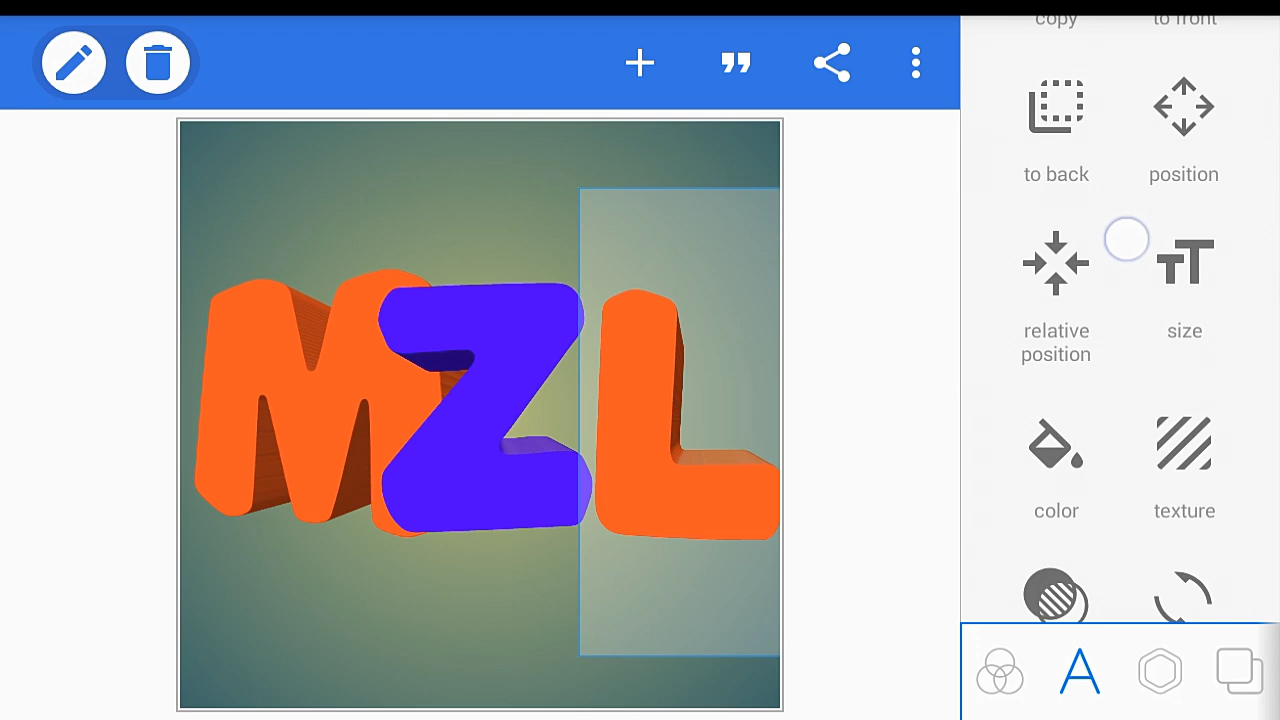 copy
to front
to back
position
MZL
relative
position
size
color
texture